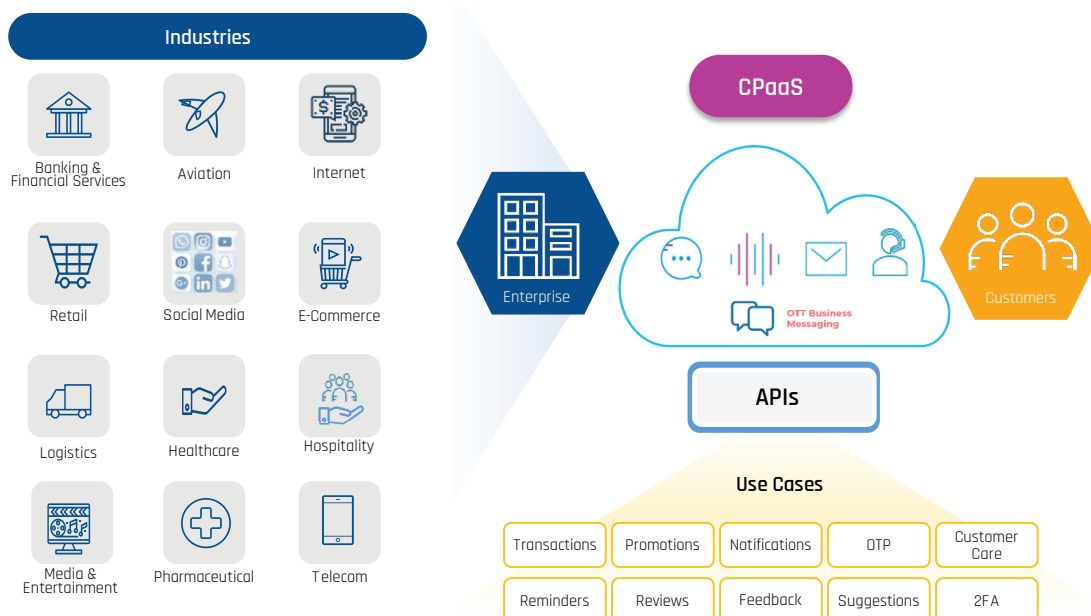 Industries
Banking &
Financial Services
Aviation
Internet
Retail
Social Media
E-Commerce
Logistics
Healthcare
Hospitality
Media &
Entertainment
Pharmaceutical
Telecom
CPaaS
Enterprise
OTT Business
Messaging
Customers
APIs
Use Cases
Transactions
Promotions
Notifications
OTP
Customer
Care
Reminders
Reviews
Feedback
Suggestions
2FA